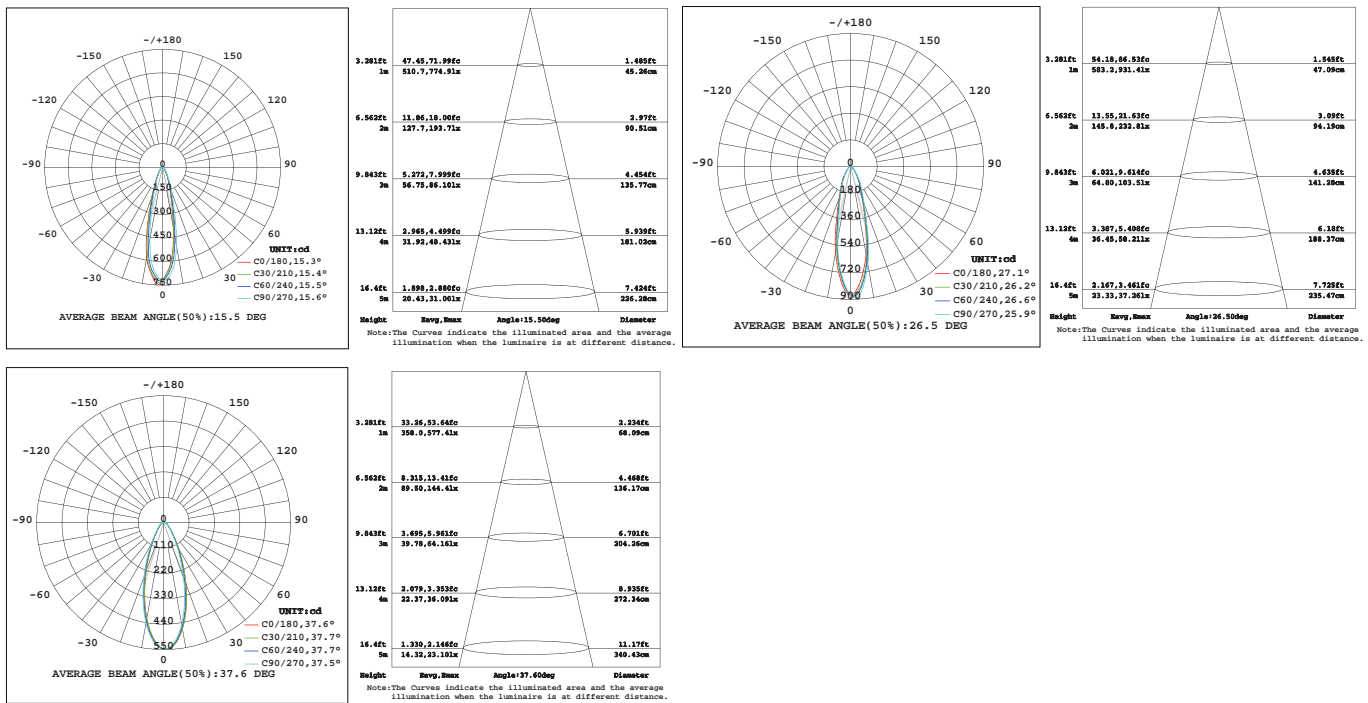 -/+180
-150
150
-120
120
-90
90
-60
60
-30
30
0
0
150
300
450
600
750
UNIT:cd
C0/180,15.3°
C30/210,15.4°
C60/240,15.5°
C90/270,15.6°
AVERAGE BEAM ANGLE(50%):15.5 DEG
3.281ft 47.45,71.99fc 1.485ft
1m 510.7,774.9lx 45.26cm
6.562ft 11.86,18.00fc 2.97ft
2m 127.7,193.7lx 90.51cm
9.843ft 5.272,7.999fc 4.454ft
3m 56.75,86.10lx 135.77cm
13.12ft 2.965,4.499fc 5.939ft
4m 31.92,48.43lx 181.02cm
16.4ft 1.898,2.880fc 7.424ft
5m 20.43,31.00lx 226.28cm
Height Eavg,Emax Angle:15.50deg Diameter
Note:The Curves indicate the illuminated area and the average
illumination when the luminaire is at different distance.
-/+180
-150
150
-120
120
-90
90
-60
60
-30
30
0
0
180
360
540
720
900
UNIT:cd
C0/180,27.1°
C30/210,26.2°
C60/240,26.6°
C90/270,25.9°
AVERAGE BEAM ANGLE(50%):26.5 DEG
3.281ft 54.18,86.53fc 1.545ft
1m 583.2,931.4lx 47.09cm
6.562ft 13.55,21.63fc 3.09ft
2m 145.8,232.8lx 94.19cm
9.843ft 6.021,9.614fc 4.635ft
3m 64.80,103.5lx 141.28cm
13.12ft 3.387,5.408fc 6.18ft
4m 36.45,58.21lx 188.37cm
16.4ft 2.167,3.461fc 7.725ft
5m 23.33,37.26lx 235.47cm
Height Eavg,Emax Angle:26.50deg Diameter
Note:The Curves indicate the illuminated area and the average
illumination when the luminaire is at different distance.
-/+180
-150
150
-120
120
-90
90
-60
60
-30
30
0
0
110
220
330
440
550
UNIT:cd
C0/180,37.6°
C30/210,37.7°
C60/240,37.7°
C90/270,37.5°
AVERAGE BEAM ANGLE(50%):37.6 DEG
3.281ft 33.26,53.64fc 2.234ft
1m 358.0,577.4lx 68.09cm
6.562ft 8.315,13.41fc 4.468ft
2m 89.50,144.4lx 136.17cm
9.843ft 3.695,5.961fc 6.701ft
3m 39.78,64.16lx 204.26cm
13.12ft 2.079,3.353fc 8.935ft
4m 22.37,36.09lx 272.34cm
16.4ft 1.330,2.146fc 11.17ft
5m 14.32,23.10lx 340.43cm
Height Eavg,Emax Angle:37.60deg Diameter
Note:The Curves indicate the illuminated area and the average
illumination when the luminaire is at different distance.